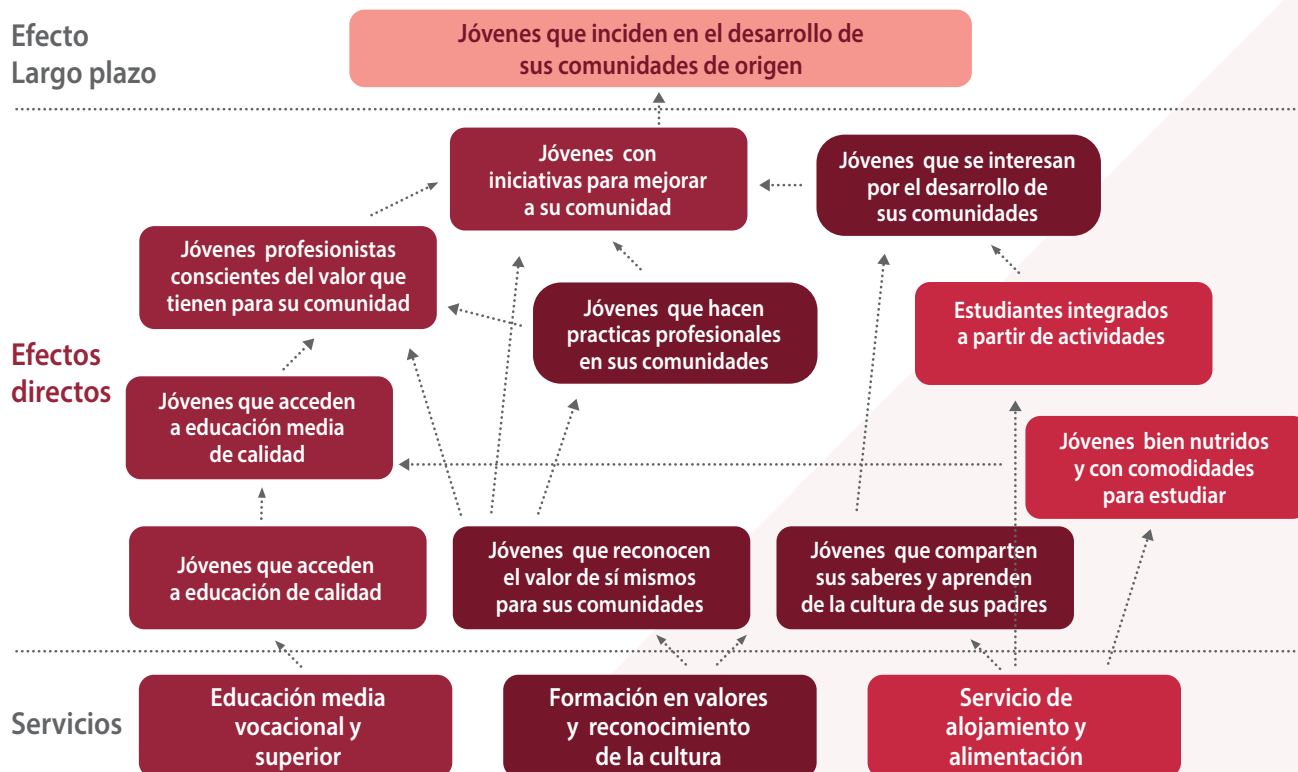 Efecto
Largo plazo
Jóvenes que inciden en el desarrollo de
sus comunidades de origen
Jóvenes con
iniciativas para mejorar
a su comunidad
Jóvenes que se interesan
por el desarrollo de
sus comunidades
Jóvenes profesionistas
conscientes del valor que
tienen para su comunidad
Jóvenes que hacen
practicas profesionales
en sus comunidades
Estudiantes integrados
a partir de actividades
Efectos
directos
Jóvenes que acceden
a educación media
de calidad
Jóvenes bien nutridos
y con comodidades
para estudiar
Jóvenes que acceden
a educación de calidad
Jóvenes que reconocen
el valor de sí mismos
para sus comunidades
Jóvenes que comparten
sus saberes y aprenden
de la cultura de sus padres
Servicios
Educación media
vocacional y
superior
Formación en valores
y reconocimiento
de la cultura
Servicio de
alojamiento y
alimentación